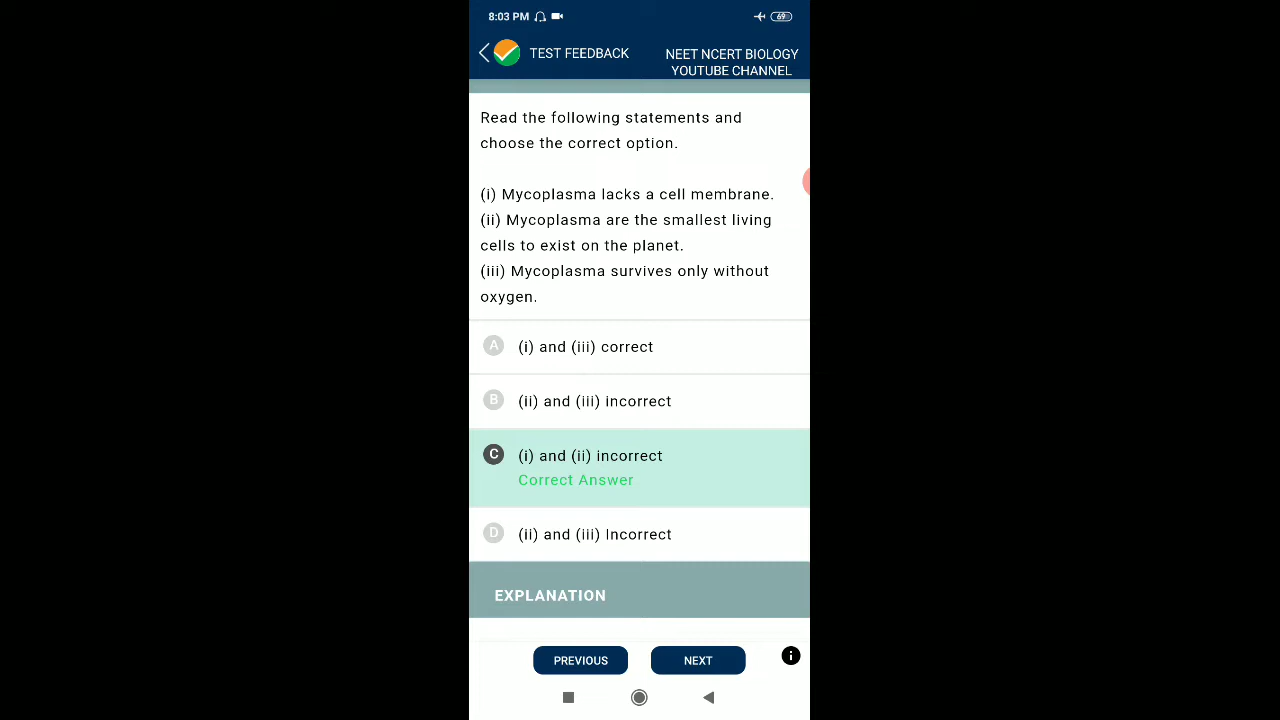 8:03 PM 69
TEST FEEDBACK
NEET NCERT BIOLOGY
YOUTUBE CHANNEL
Read the following statements and
choose the correct option.
(i) Mycoplasma lacks a cell membrane.
(ii) Mycoplasma are the smallest living
cells to exist on the planet.
(iii) Mycoplasma survives only without
oxygen.
A (i) and (iii) correct
B (ii) and (iii) incorrect
C (i) and (ii) incorrect
Correct Answer
D (ii) and (iii) Incorrect
EXPLANATION
PREVIOUS NEXT i